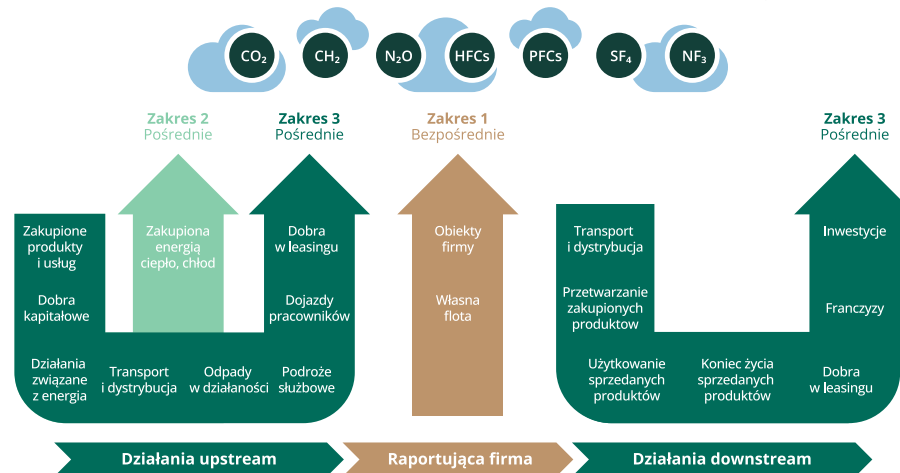 CO₂ CH₂ N₂O HFCs PFCs SF₄ NF₃
Zakres 2
Pośrednie
Zakres 3
Pośrednie
Zakres 1
Bezpośrednie
Zakres 3
Pośrednie
Zakupione
produkty
i usług
Dobra
kapitałowe
Działania
związane
z energia
Transport
i dystrybucja
Odpady
w działaności
Podroże
służbowe
Dojazdy
pracowników
Dobra
w leasingu
Zakupiona
energią
ciepło, chłod
Obiekty
firmy
Własna
flota
Transport
i dystrybucja
Przetwarzanie
zakupionych
produktow
Użytkowanie
sprzedanych
produktów
Koniec życia
sprzedanych
produktów
Dobra
w leasingu
Franczyzy
Inwestycje
Działania upstream
Raportująca firma
Działania downstream